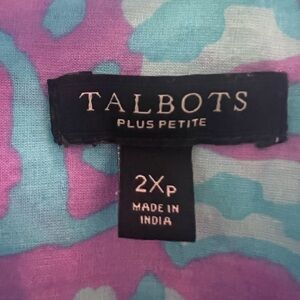 TALBOTS
PLUS PETITE
2XP
MADE IN
INDIA